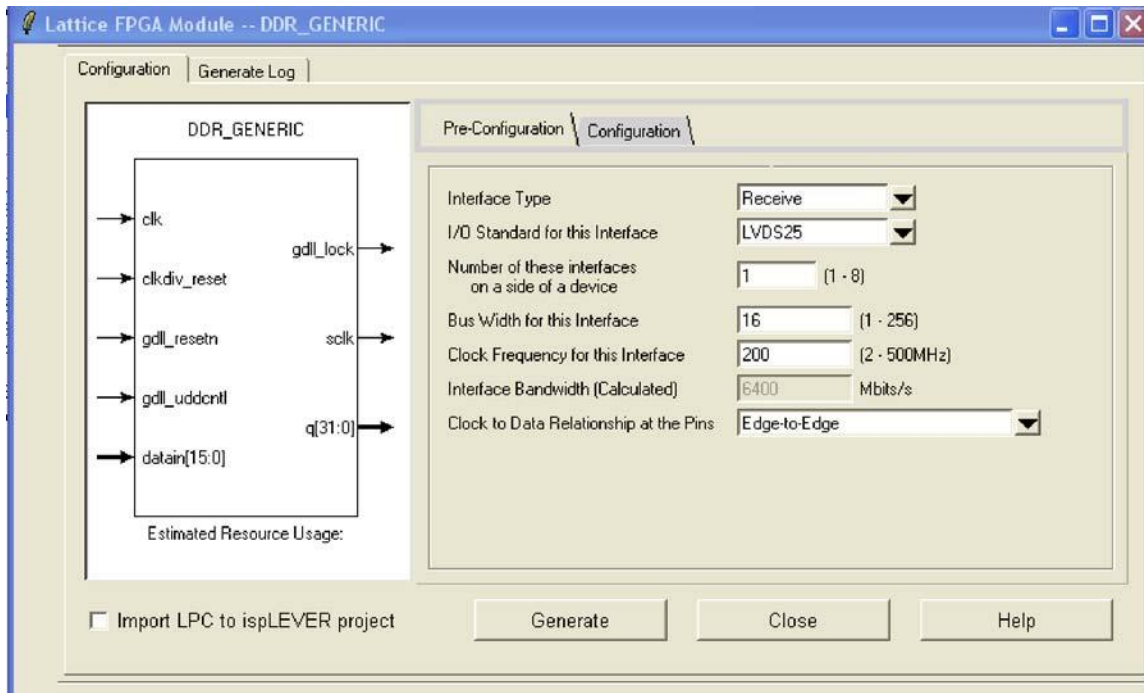 Lattice FPGA Module -- DDR_GENERIC
Configuration
Generate Log
DDR_GENERIC
clk
gdll_lock
clkdiv_reset
gdll_resetn
sclk
gdll_uddcntl
q[31:0]
datain[15:0]
Estimated Resource Usage:
Pre-Configuration
Configuration
Interface Type
Receive
I/O Standard for this Interface
LVDS25
Number of these interfaces
on a side of a device
1
(1 - 8)
Bus Width for this Interface
16
(1 - 256)
Clock Frequency for this Interface
200
(2 - 500MHz)
Interface Bandwidth (Calculated)
6400
Mbits/s
Clock to Data Relationship at the Pins
Edge-to-Edge
Import LPC to ispLEVER project
Generate
Close
Help